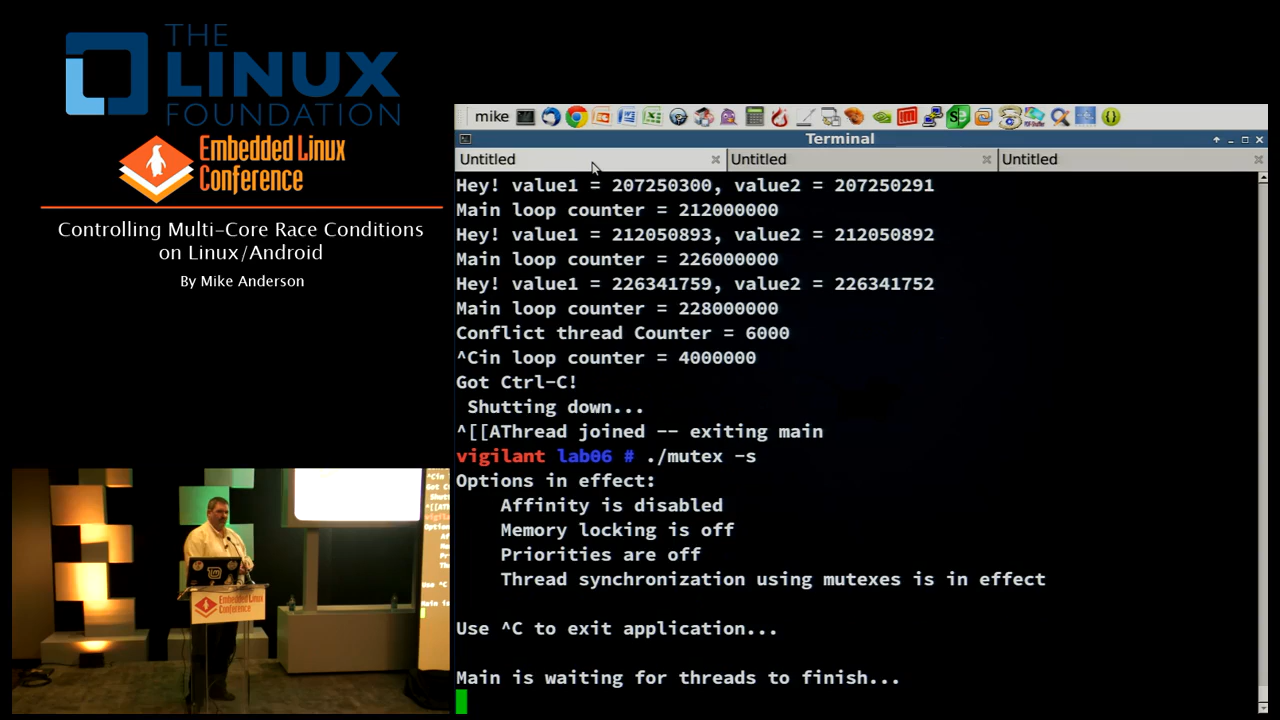 THE
LINUX
FOUNDATION
Embedded Linux
Conference
Controlling Multi-Core Race Conditions
on Linux/Android
By Mike Anderson
mike
Terminal
Untitled
Untitled
Untitled
Hey! value1 = 207250300, value2 = 207250291
Main loop counter = 212000000
Hey! value1 = 212050893, value2 = 212050892
Main loop counter = 226000000
Hey! value1 = 226341759, value2 = 226341752
Main loop counter = 228000000
Conflict thread Counter = 6000
^Cin loop counter = 4000000
Got Ctrl-C!
Shutting down...
^[[AThread joined -- exiting main
vigilant lab06 # ./mutex -s
Options in effect:
Affinity is disabled
Memory locking is off
Priorities are off
Thread synchronization using mutexes is in effect
Use ^C to exit application...
Main is waiting for threads to finish...
Embedded Linux
Conference